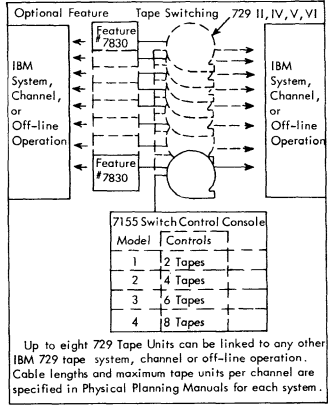 Optional Feature Tape Switching 729 II, IV, V, VI
Feature
#7830
IBM
System,
Channel,
or
Off-line
Operation
IBM
System,
Channel,
or
Off-line
Operation
Feature
#7830
7155 Switch Control Console
Model Controls
1 2 Tapes
2 4 Tapes
3 6 Tapes
4 8 Tapes
Up to eight 729 Tape Units can be linked to any other
IBM 729 tape system, channel or off-line operation.
Cable lengths and maximum tape units per channel are
specified in Physical Planning Manuals for each system.